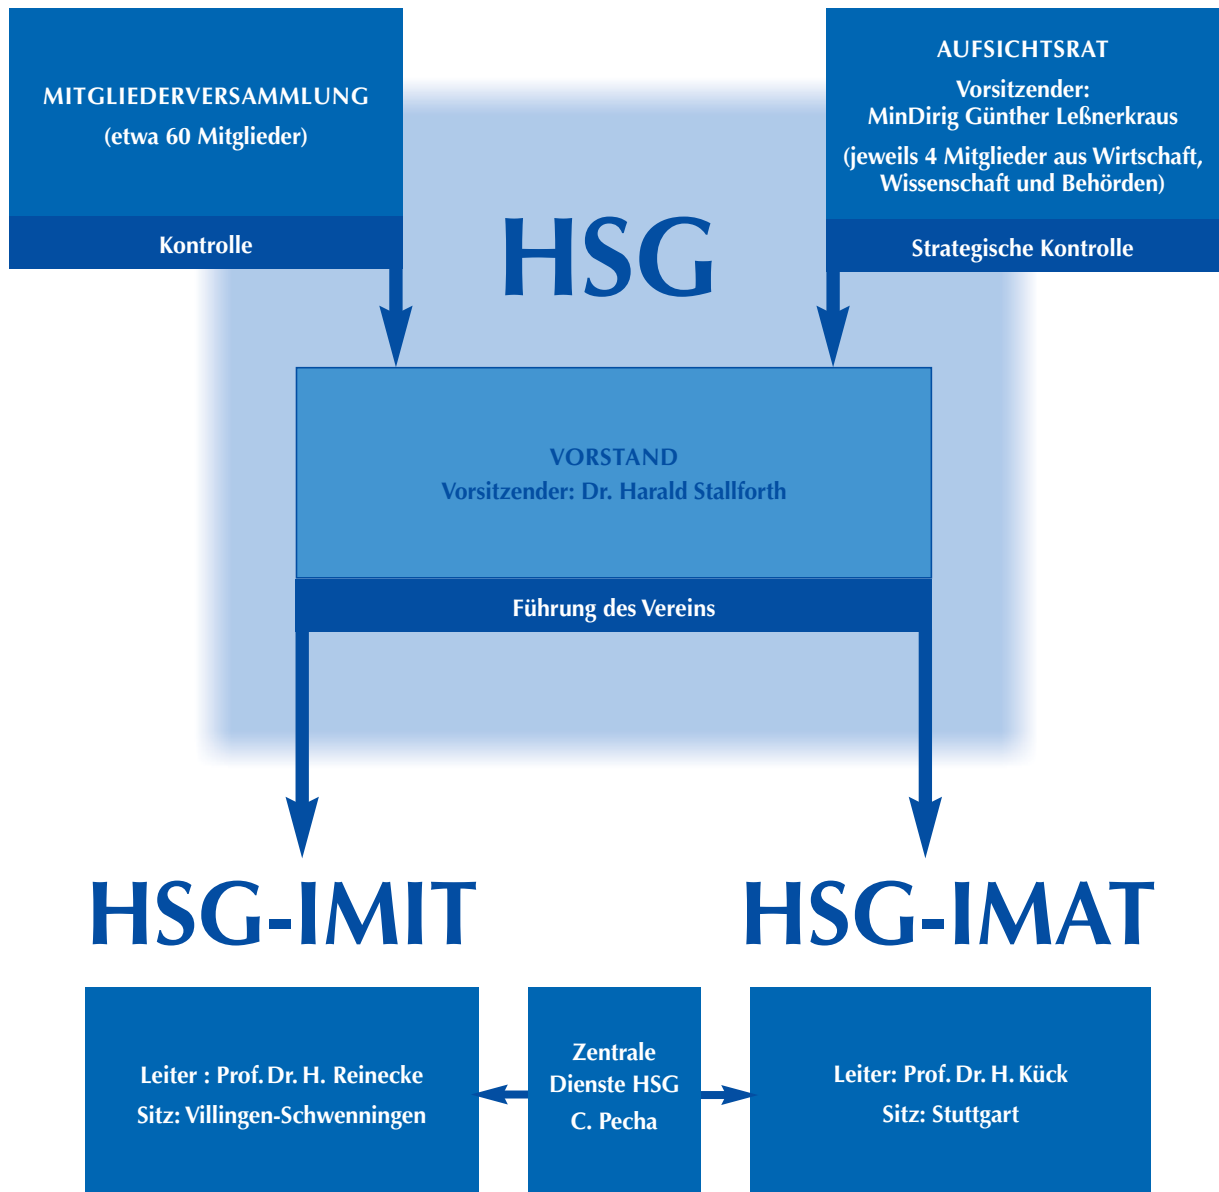 MITGLIEDERVERSAMMLUNG
(etwa 60 Mitglieder)
Kontrolle
AUFSICHTSRAT
Vorsitzender:
MinDirig Günther Leßnerkraus
(jeweils 4 Mitglieder aus Wirtschaft,
Wissenschaft und Behörden)
Strategische Kontrolle
HSG
VORSTAND
Vorsitzender: Dr. Harald Stallforth
Führung des Vereins
HSG-IMIT
HSG-IMAT
Leiter : Prof. Dr. H. Reinecke
Sitz: Villingen-Schwenningen
Zentrale
Dienste HSG
C. Pecha
Leiter: Prof. Dr. H. Kück
Sitz: Stuttgart